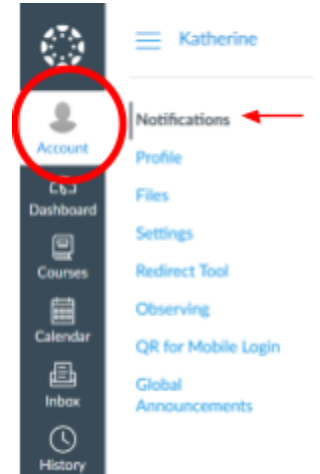 Katherine
Account
Dashboard
Courses
Calendar
Inbox
History
Notifications
Profile
Files
Settings
Redirect Tool
Observing
QR for Mobile Login
Global
Announcements